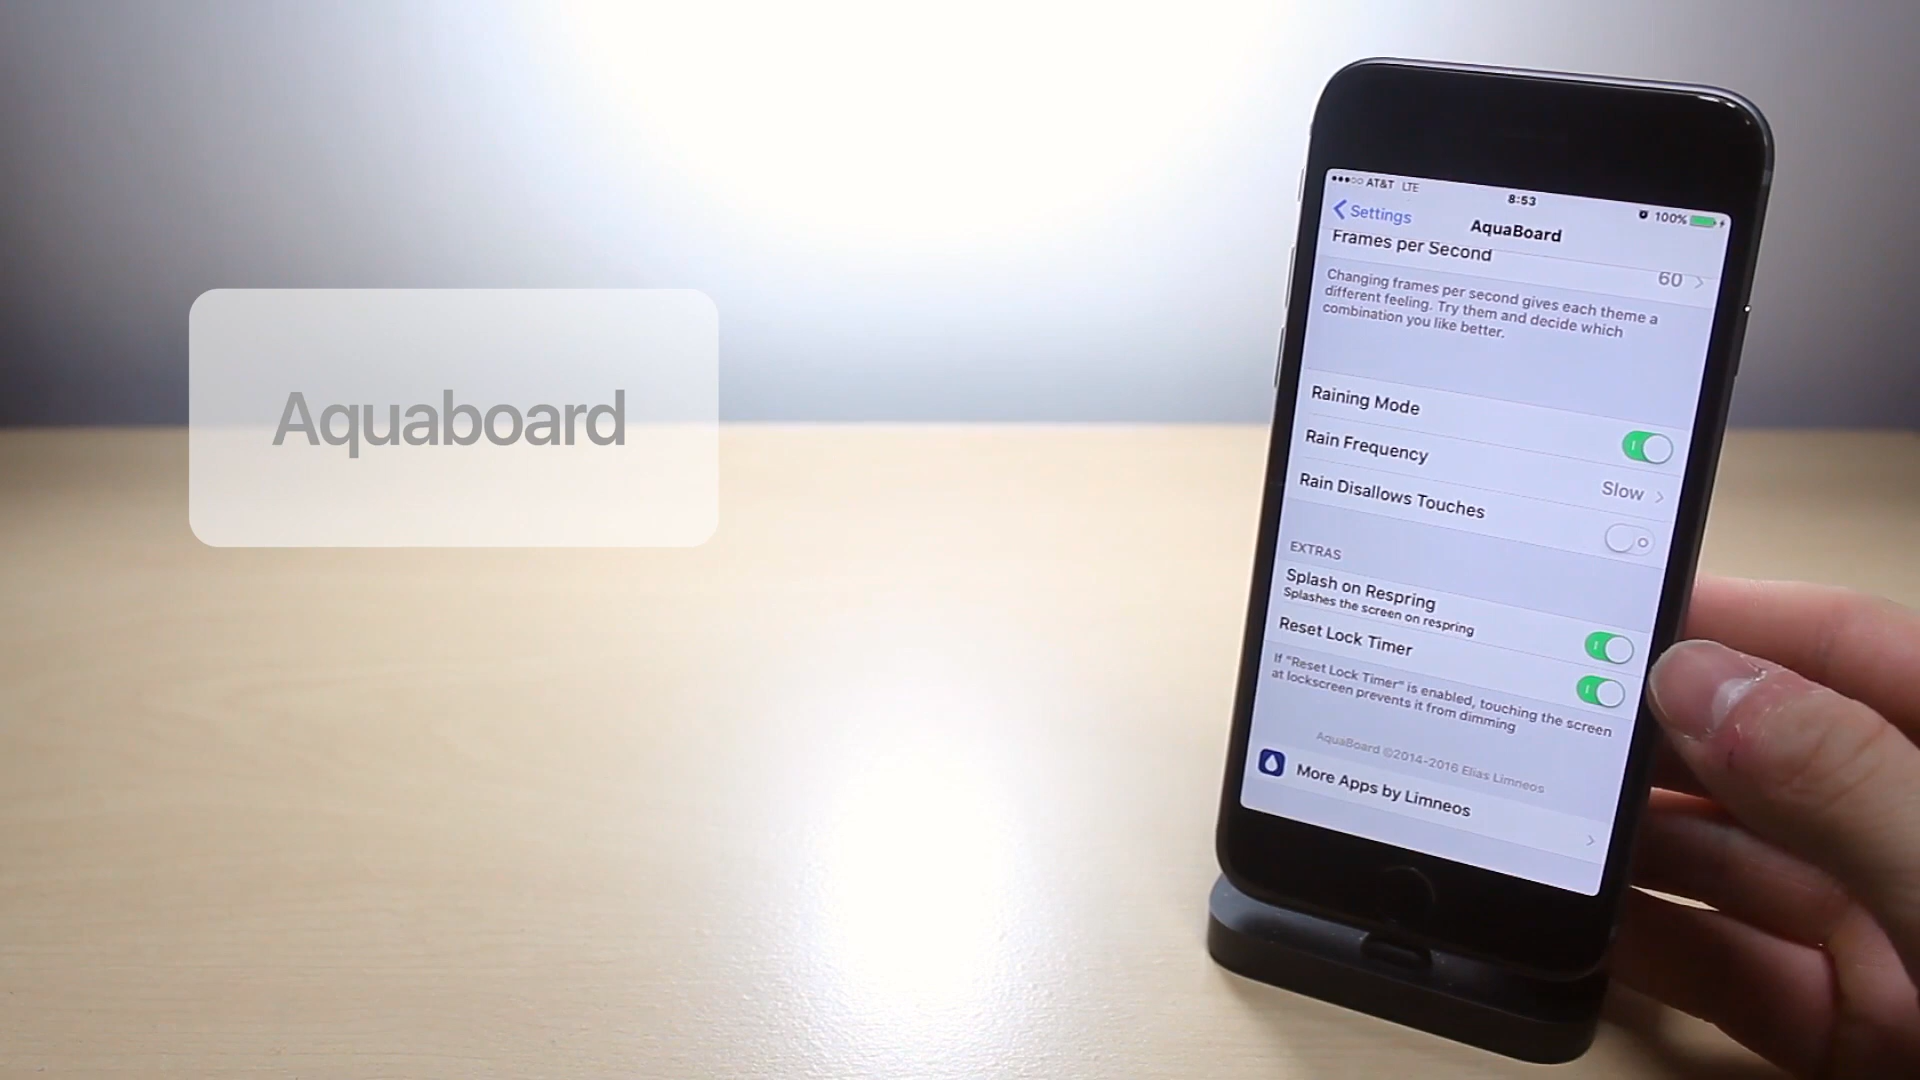 Aquaboard
AT&T LTE
8:53
100%
Settings
AquaBoard
Frames per Second
60
Changing frames per second gives each theme a
different feeling. Try them and decide which
combination you like better.
Raining Mode
Rain Frequency
Slow
Rain Disallows Touches
EXTRAS
Splash on Respring
Splashes the screen on respring
Reset Lock Timer
If "Reset Lock Timer" is enabled, touching the screen
at lockscreen prevents it from dimming
AquaBoard ©2014-2016 Elias Limneos
More Apps by Limneos